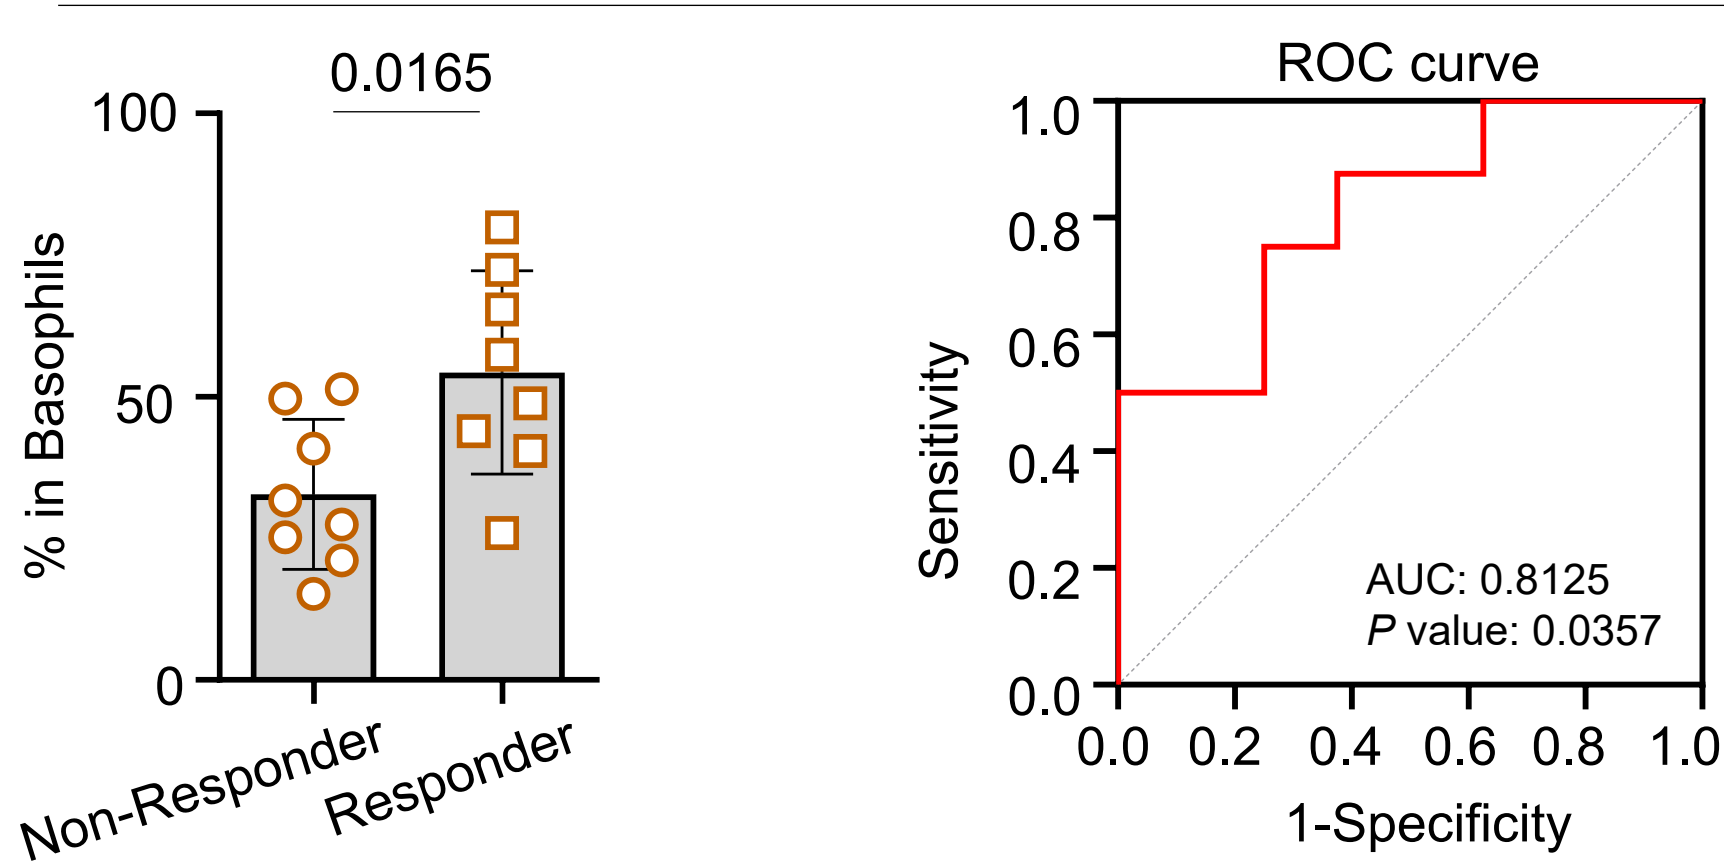 0.0165
100
50
0
% in Basophils
Non-Responder
Responder
ROC curve
1.0
0.8
0.6
0.4
0.2
0.0
Sensitivity
AUC: 0.8125
P value: 0.0357
0.0 0.2 0.4 0.6 0.8 1.0
1-Specificity